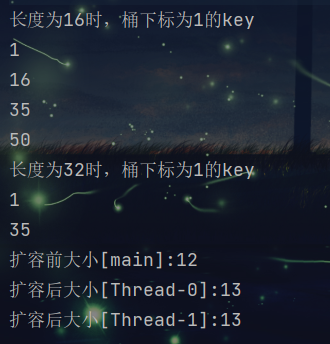 长度为16时，桶下标为1的key
1
16
35
50
长度为32时，桶下标为1的key
1
35
扩容前大小[main]:12
扩容后大小[Thread-0]:13
扩容后大小[Thread-1]:13